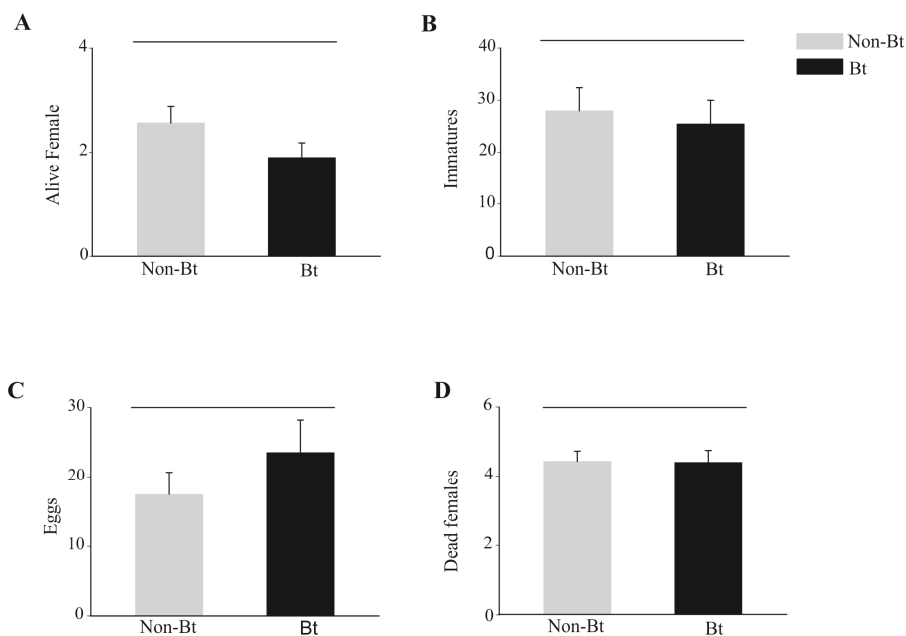 A
4
2
0
Alive Female
Non-Bt
Bt
B
40
30
20
10
0
Immatures
Non-Bt
Bt
Non-Bt
Bt
C
30
20
10
0
Eggs
Non-Bt
Bt
D
6
4
2
0
Dead females
Non-Bt
Bt